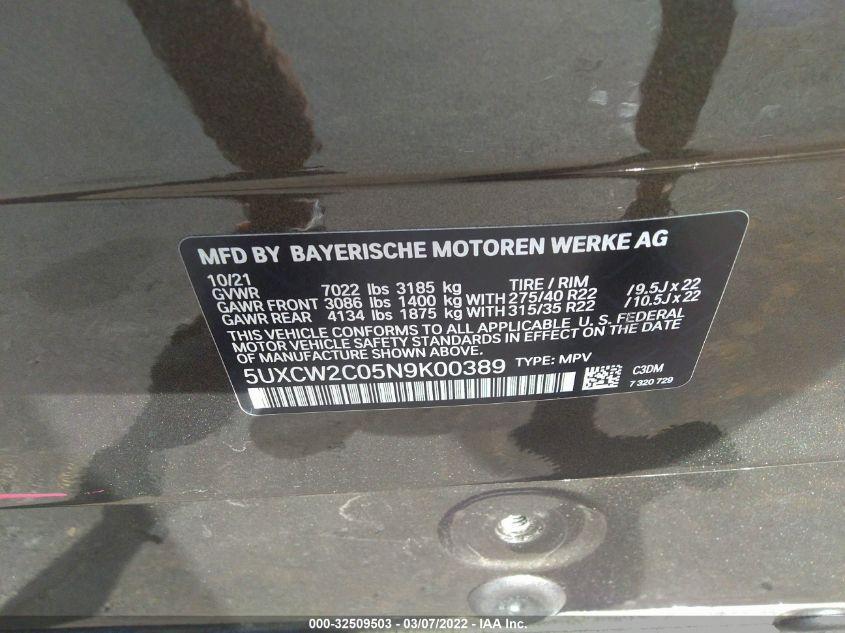 MFD BY BAYERISCHE MOTOREN WERKE AG
10/21
GVWR 7022 lbs 3185 kg TIRE / RIM
GAWR FRONT 3086 lbs 1400 kg WITH 275/40 R22 /9.5J x 22
GAWR REAR 4134 lbs 1875 kg WITH 315/35 R22 /10.5J x 22
THIS VEHICLE CONFORMS TO ALL APPLICABLE U. S. FEDERAL
MOTOR VEHICLE SAFETY STANDARDS IN EFFECT ON THE DATE
OF MANUFACTURE SHOWN ABOVE.
5UXCW2C05N9K00389 TYPE: MPV
C3DM
7 320 729
000-32509503 - 03/07/2022 - IAA Inc.